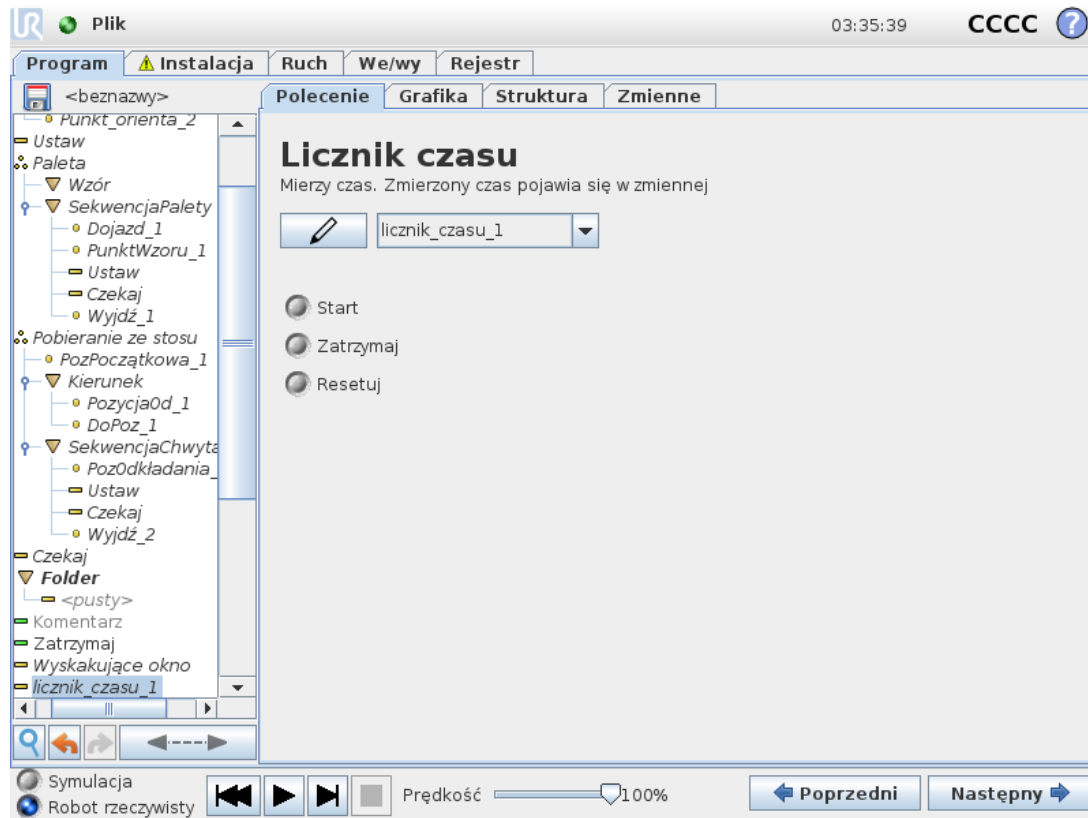 UR Plik 03:35:39 CCCC ?
Program Instalacja Ruch We/wy Rejestr
<beznazwy>
Polecenie Grafika Struktura Zmienne
Punkt_orienta_2
Ustaw
Paleta
Wzór
SekwencjaPalety
Dojazd_1
PunktWzoru_1
Ustaw
Czekaj
Wyjdź_1
Pobieranie ze stosu
PozPoczątkowa_1
Kierunek
PozycjaOd_1
DoPoz_1
SekwencjaChwyta
PozOdkładania_
Ustaw
Czekaj
Wyjdź_2
Czekaj
Folder
<pusty>
Komentarz
Zatrzymaj
Wyskakujące okno
licznik_czasu_1
Licznik czasu
Mierzy czas. Zmierzony czas pojawia się w zmiennej
licznik_czasu_1
Start
Zatrzymaj
Resetuj
Symulacja
Robot rzeczywisty
Prędkość 100%
Poprzedni
Następny